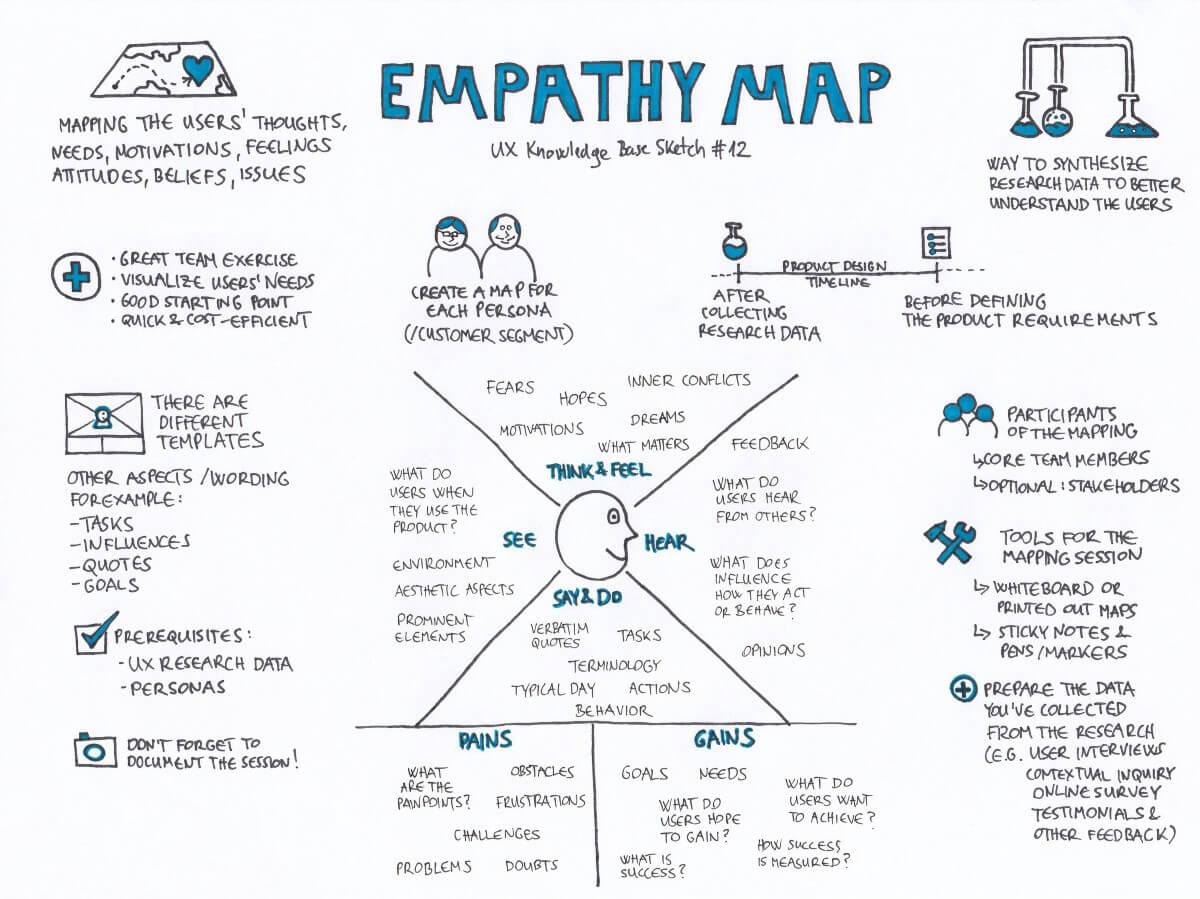 EMPATHY MAP
UX Knowledge Base Sketch #12
MAPPING THE USERS' THOUGHTS,
NEEDS, MOTIVATIONS, FEELINGS
ATTITUDES, BELIEFS, ISSUES
WAY TO SYNTHESIZE
RESEARCH DATA TO BETTER
UNDERSTAND THE USERS
• GREAT TEAM EXERCISE
• VISUALIZE USERS' NEEDS
• GOOD STARTING POINT
• QUICK & COST-EFFICIENT
CREATE A MAP FOR
EACH PERSONA
(/CUSTOMER SEGMENT)
PRODUCT DESIGN
TIMELINE
AFTER
COLLECTING
RESEARCH DATA
BEFORE DEFINING
THE PRODUCT REQUIREMENTS
THERE ARE
DIFFERENT
TEMPLATES
OTHER ASPECTS /WORDING
FOR EXAMPLE:
- TASKS
- INFLUENCES
- QUOTES
- GOALS
PREREQUISITES:
- UX RESEARCH DATA
- PERSONAS
DON'T FORGET TO
DOCUMENT THE SESSION!
FEARS
HOPES
INNER CONFLICTS
MOTIVATIONS
DREAMS
WHAT MATTERS
THINK & FEEL
WHAT DO
USERS WHEN
THEY USE THE
PRODUCT?
SEE
ENVIRONMENT
AESTHETIC ASPECTS
PROMINENT
ELEMENTS
FEEDBACK
WHAT DO
USERS HEAR
FROM OTHERS?
HEAR
WHAT DOES
INFLUENCE
HOW THEY ACT
OR BEHAVE?
OPINIONS
SAY & DO
VERBATIM
QUOTES
TASKS
TERMINOLOGY
TYPICAL DAY
ACTIONS
BEHAVIOR
PAINS
WHAT
ARE THE
PAINPOINTS?
OBSTACLES
FRUSTRATIONS
CHALLENGES
PROBLEMS
DOUBTS
GAINS
GOALS
NEEDS
WHAT DO
USERS HOPE
TO GAIN?
WHAT DO
USERS WANT
TO ACHIEVE?
WHAT IS
SUCCESS?
HOW SUCCESS
IS MEASURED?
PARTICIPANTS
OF THE MAPPING
↳ CORE TEAM MEMBERS
↳ OPTIONAL: STAKEHOLDERS
TOOLS FOR THE
MAPPING SESSION
↳ WHITEBOARD OR
PRINTED OUT MAPS
↳ STICKY NOTES &
PENS/MARKERS
PREPARE THE DATA
YOU'VE COLLECTED
FROM THE RESEARCH
(E.G. USER INTERVIEWS
CONTEXTUAL INQUIRY
ONLINE SURVEY
TESTIMONIALS &
OTHER FEEDBACK)